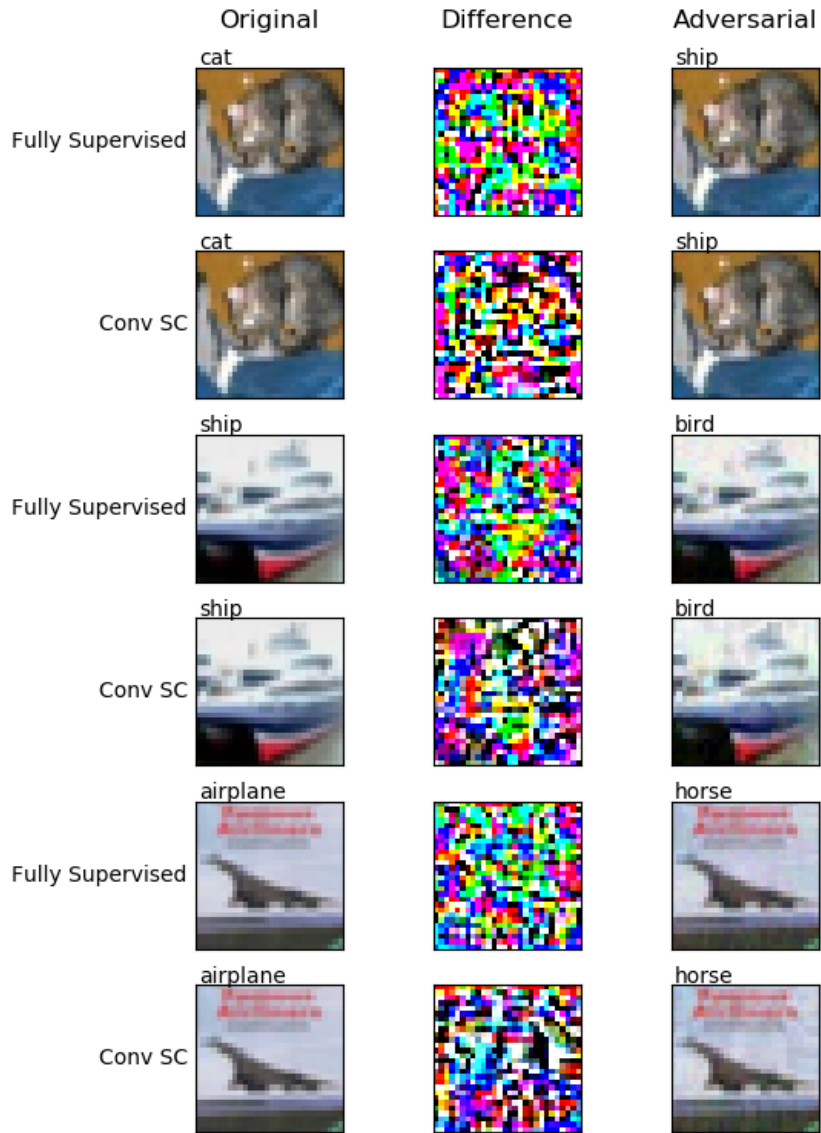 Original Difference Adversarial
cat ship
Fully Supervised
cat ship
Conv SC
ship bird
Fully Supervised
ship bird
Conv SC
airplane horse
Fully Supervised
airplane horse
Conv SC